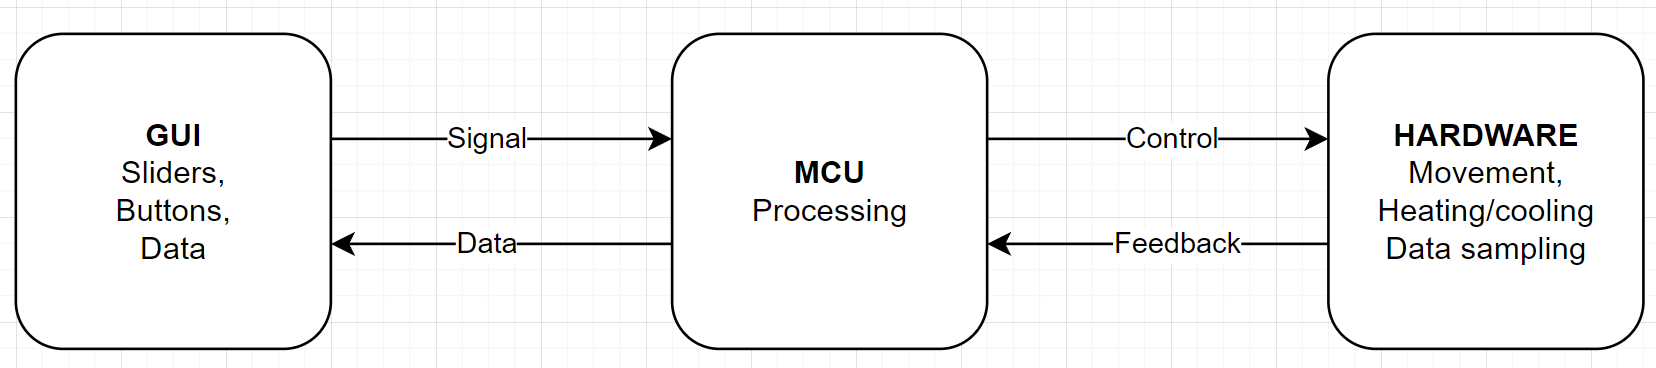 GUI
Sliders,
Buttons,
Data
Signal
Data
MCU
Processing
Control
Feedback
HARDWARE
Movement,
Heating/cooling
Data sampling